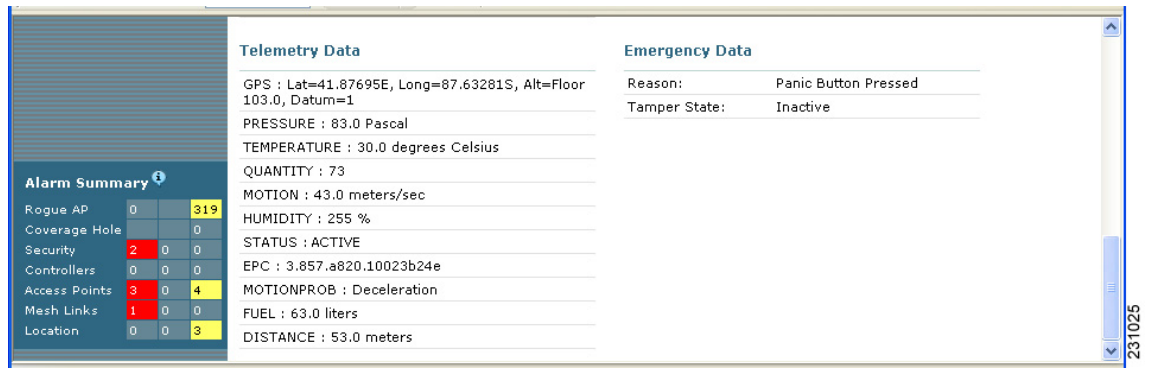 Alarm Summary
Rogue AP 0 319
Coverage Hole 0
Security 2 0 0
Controllers 0 0 0
Access Points 3 0 4
Mesh Links 1 0 0
Location 0 0 3
Telemetry Data
GPS : Lat=41.87695E, Long=87.63281S, Alt=Floor
103.0, Datum=1
PRESSURE : 83.0 Pascal
TEMPERATURE : 30.0 degrees Celsius
QUANTITY : 73
MOTION : 43.0 meters/sec
HUMIDITY : 255 %
STATUS : ACTIVE
EPC : 3.857.a820.10023b24e
MOTIONPROB : Deceleration
FUEL : 63.0 liters
DISTANCE : 53.0 meters
Emergency Data
Reason: Panic Button Pressed
Tamper State: Inactive
231025